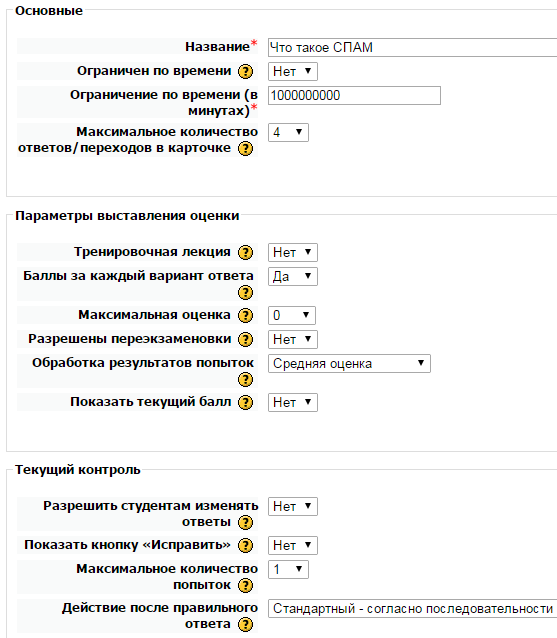 Основные
Название* Что такое СПАМ
Ограничен по времени ? Нет
Ограничение по времени (в 1000000000
минутах)*
Максимальное количество 4
ответов/переходов в карточке ?
Параметры выставления оценки
Тренировочная лекция ? Нет
Баллы за каждый вариант ответа Да
?
Максимальная оценка ? 0
Разрешены переэкзаменовки ? Нет
Обработка результатов попыток Средняя оценка
?
Показать текущий балл ? Нет
Текущий контроль
Разрешить студентам изменять Нет
ответы ?
Показать кнопку «Исправить» ? Нет
Максимальное количество 1
попыток ?
Действие после правильного Стандартный - согласно последовательности
ответа ?